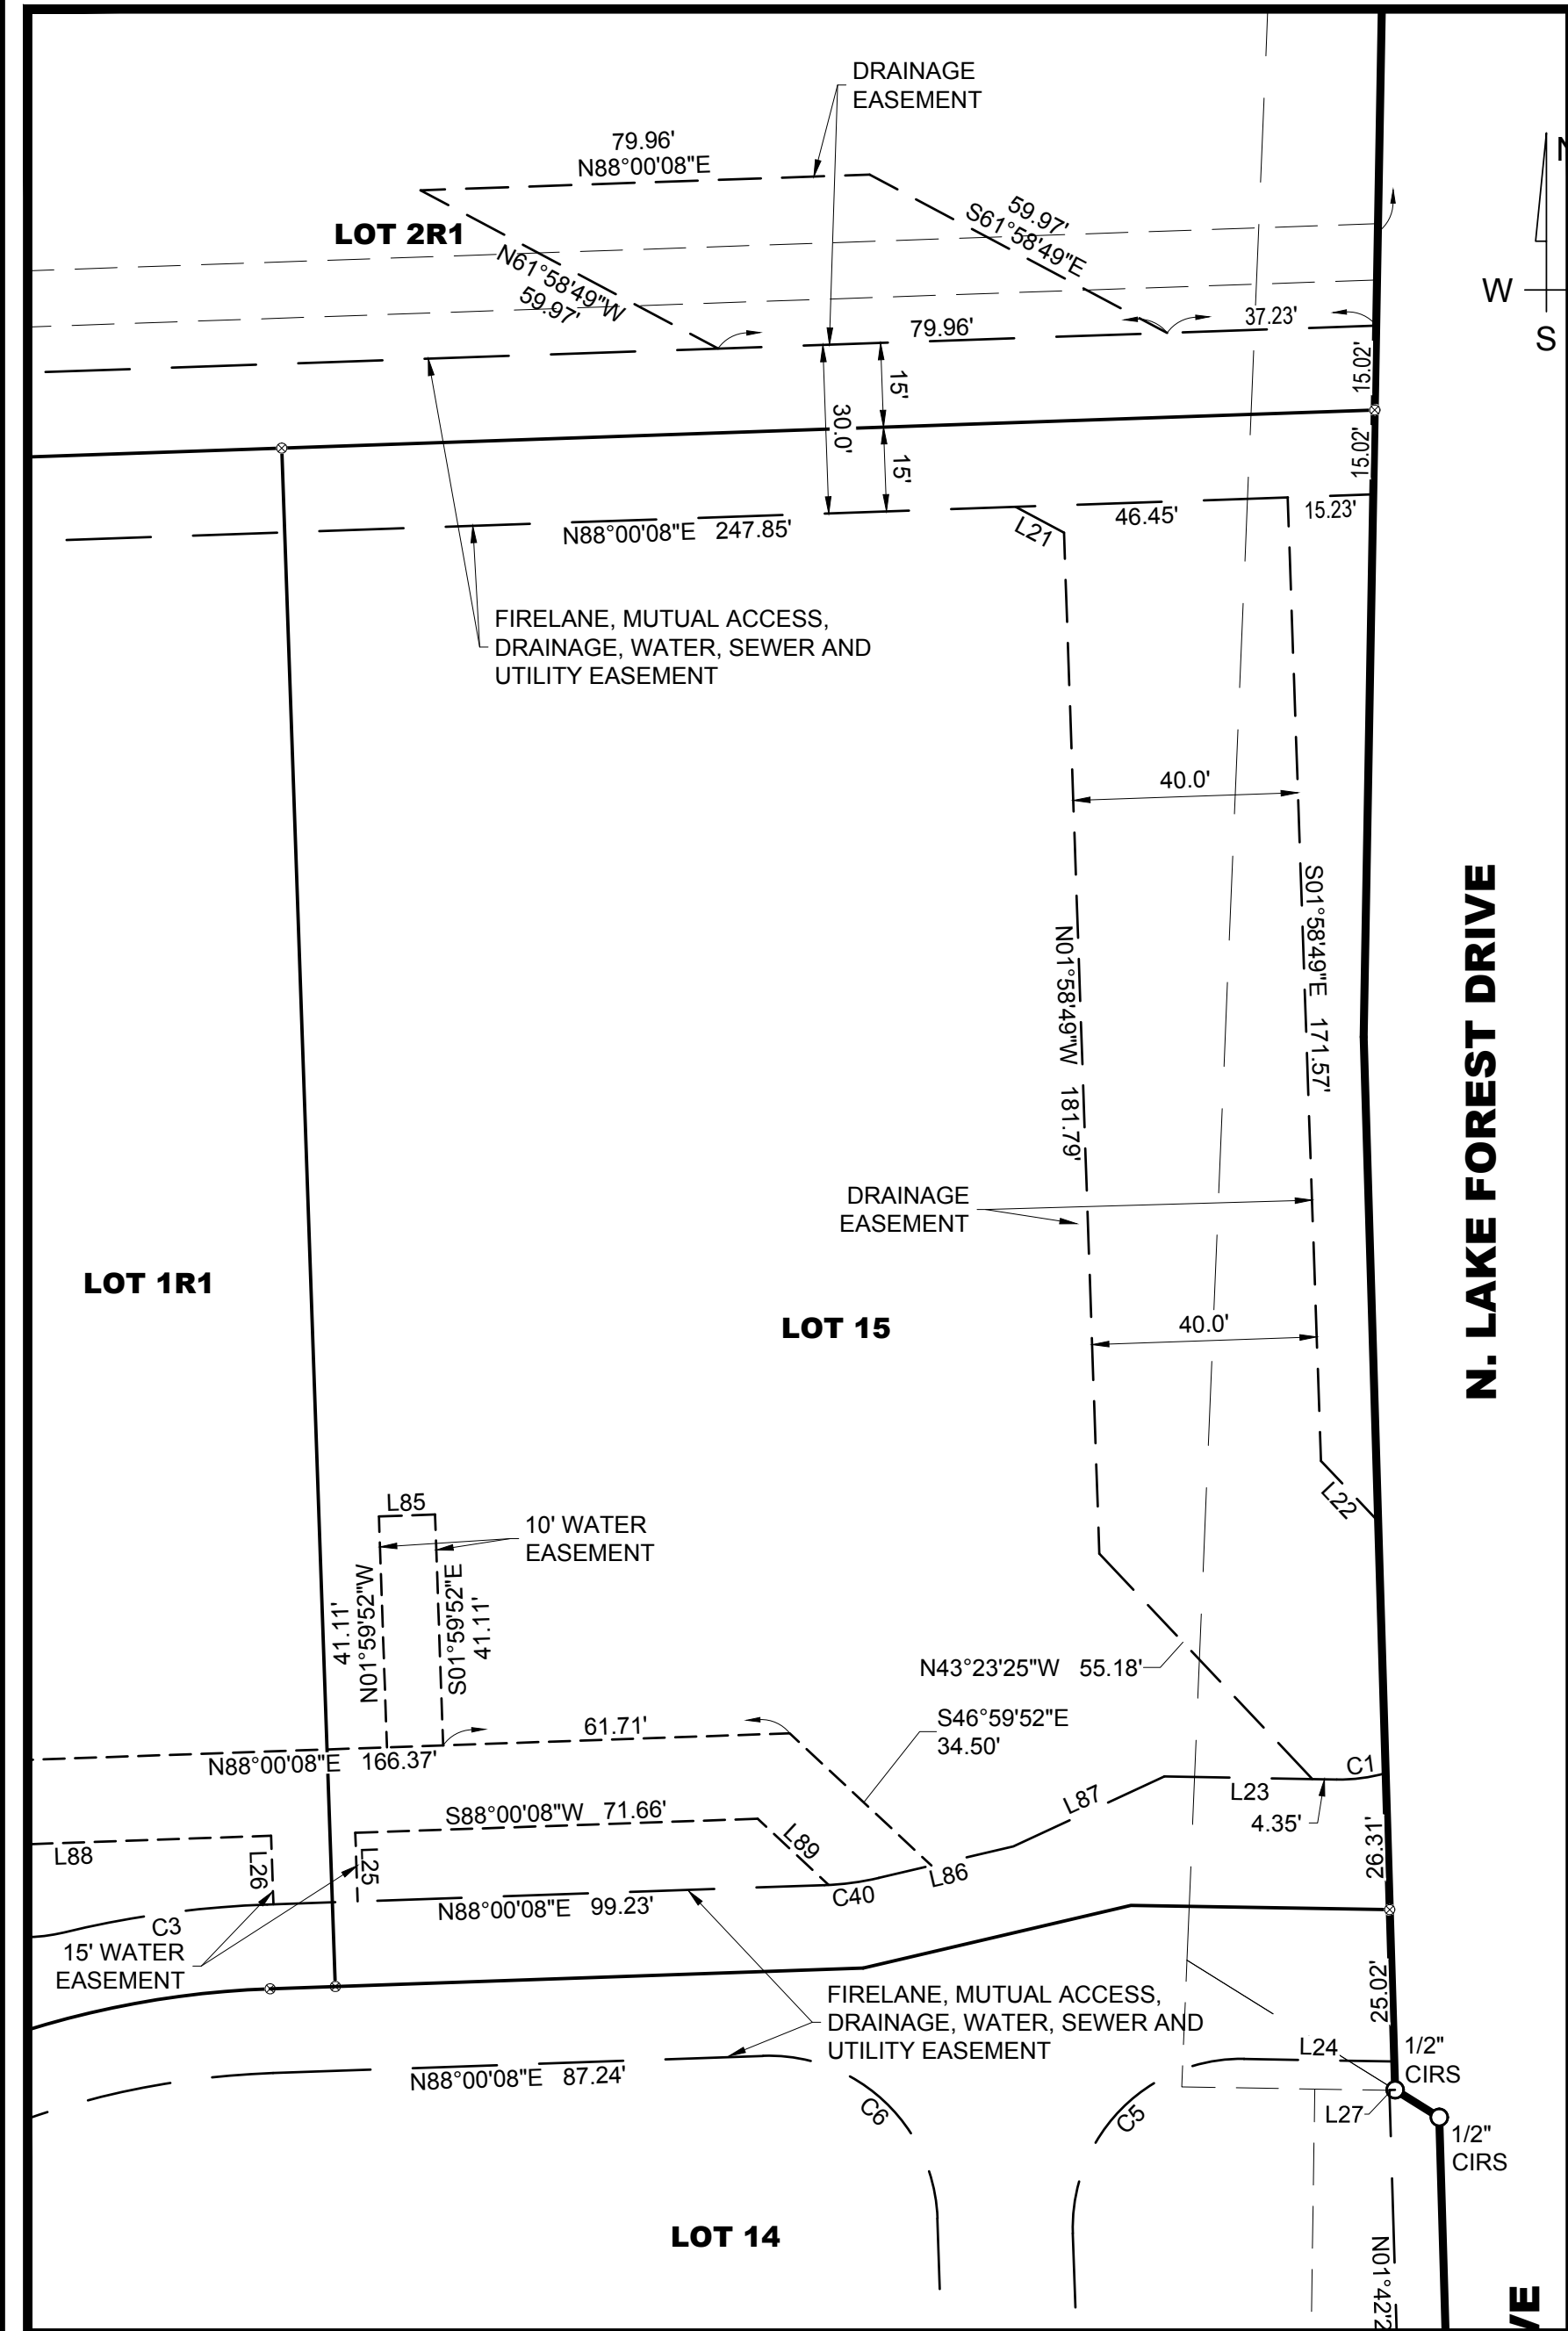 DRAINAGE
EASEMENT
79.96'
N88°00'08"E
LOT 2R1
N61°58'49"W
59.97'
59.97'
S61°58'49"E
N
W
S
79.96'
37.23'
15.02'
15'
30.0'
15'
15.02'
N88°00'08"E 247.85'
L21
46.45'
15.23'
FIRELANE, MUTUAL ACCESS,
DRAINAGE, WATER, SEWER AND
UTILITY EASEMENT
40.0'
S01°58'49"E 171.57'
N01°58'49"W 181.79'
N. LAKE FOREST DRIVE
DRAINAGE
EASEMENT
LOT 1R1
LOT 15
40.0'
L22
L85
10' WATER
EASEMENT
41.11'
N01°59'52"W
S01°59'52"E
41.11'
N43°23'25"W 55.18'
S46°59'52"E
34.50'
61.71'
N88°00'08"E 166.37'
C1
L23
L87
4.35'
S88°00'08"W 71.66'
L89
L88
L26
L25
L86
C40
26.31'
N88°00'08"E 99.23'
C3
15' WATER
EASEMENT
FIRELANE, MUTUAL ACCESS,
DRAINAGE, WATER, SEWER AND
UTILITY EASEMENT
25.02'
L24
1/2"
CIRS
N88°00'08"E 87.24'
C6
C5
L27
1/2"
CIRS
LOT 14
N01°42'2
VE